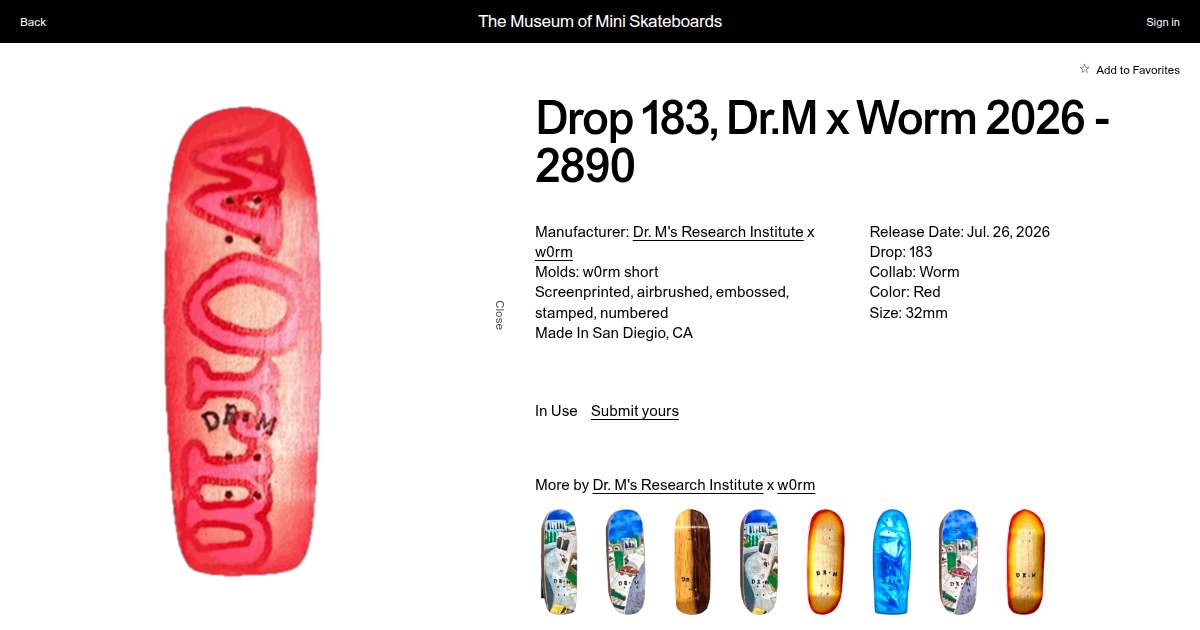 Back
The Museum of Mini Skateboards
Sign in
☆ Add to Favorites
Drop 183, Dr.M x Worm 2026 -
2890
Manufacturer: Dr. M's Research Institute x
w0rm
Molds: w0rm short
Screenprinted, airbrushed, embossed,
stamped, numbered
Made In San Diegio, CA
Release Date: Jul. 26, 2026
Drop: 183
Collab: Worm
Color: Red
Size: 32mm
Close
In Use Submit yours
More by Dr. M's Research Institute x w0rm
DR•M